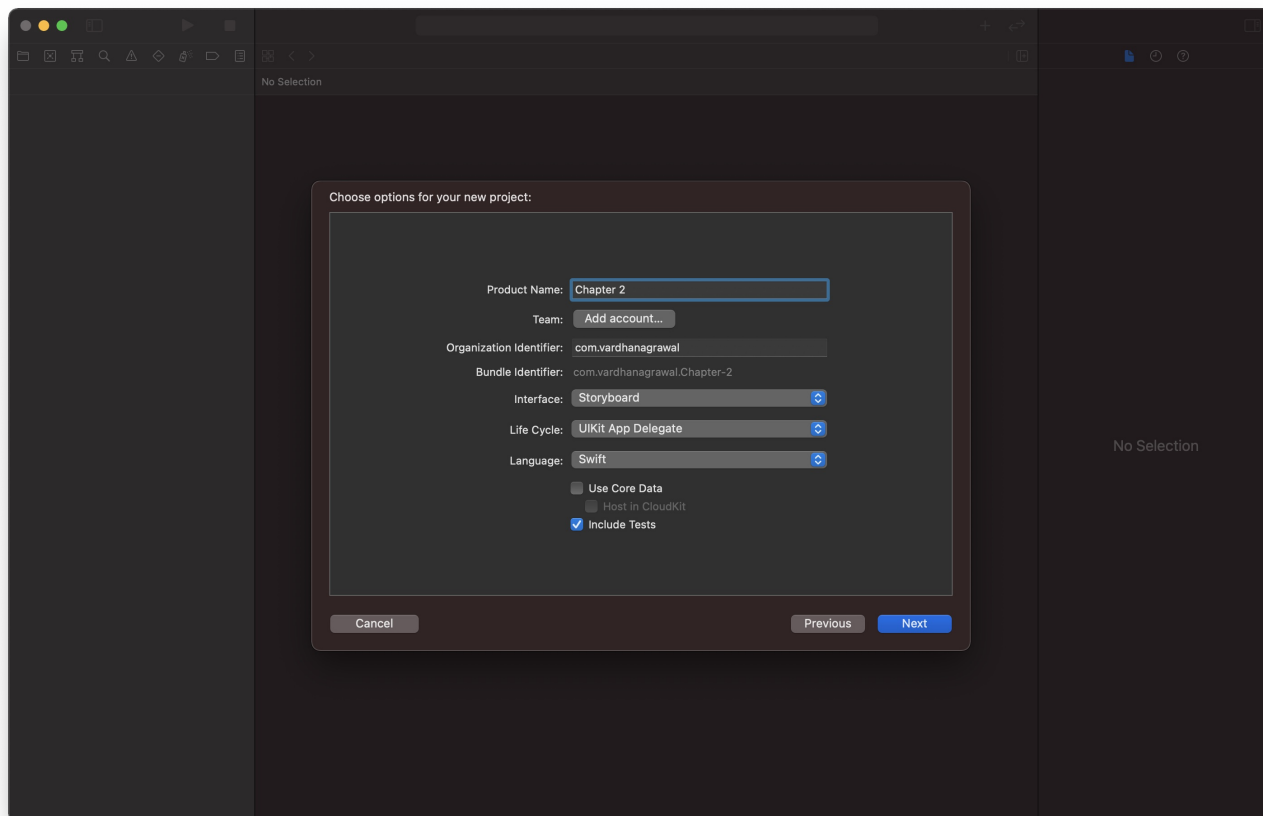 No Selection
Choose options for your new project:
Product Name: Chapter 2
Team: Add account...
Organization Identifier: com.vardhanagrawal
Bundle Identifier: com.vardhanagrawal.Chapter-2
Interface: Storyboard
Life Cycle: UIKit App Delegate
No Selection
Language: Swift
Use Core Data
Host in CloudKit
Include Tests
Cancel Previous Next